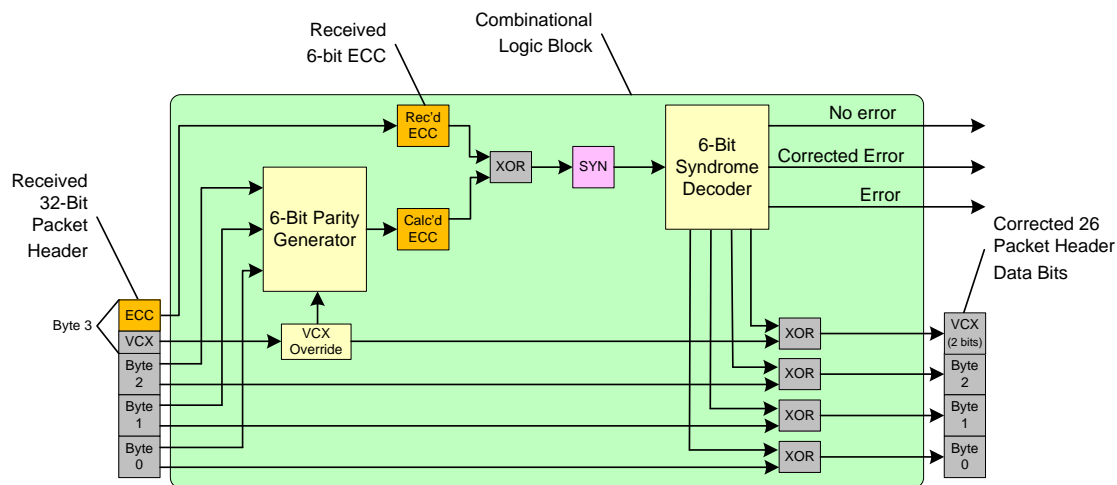 Combinational
Logic Block
Received
6-bit ECC
Rec'd
ECC
XOR
SYN
6-Bit
Syndrome
Decoder
No error
Corrected Error
Error
Received
32-Bit
Packet
Header
6-Bit Parity
Generator
Calc'd
ECC
Corrected 26
Packet Header
Data Bits
Byte 3
ECC
VCX
VCX
Override
XOR
VCX
(2 bits)
Byte
2
XOR
Byte
2
Byte
1
XOR
Byte
1
Byte
0
XOR
Byte
0